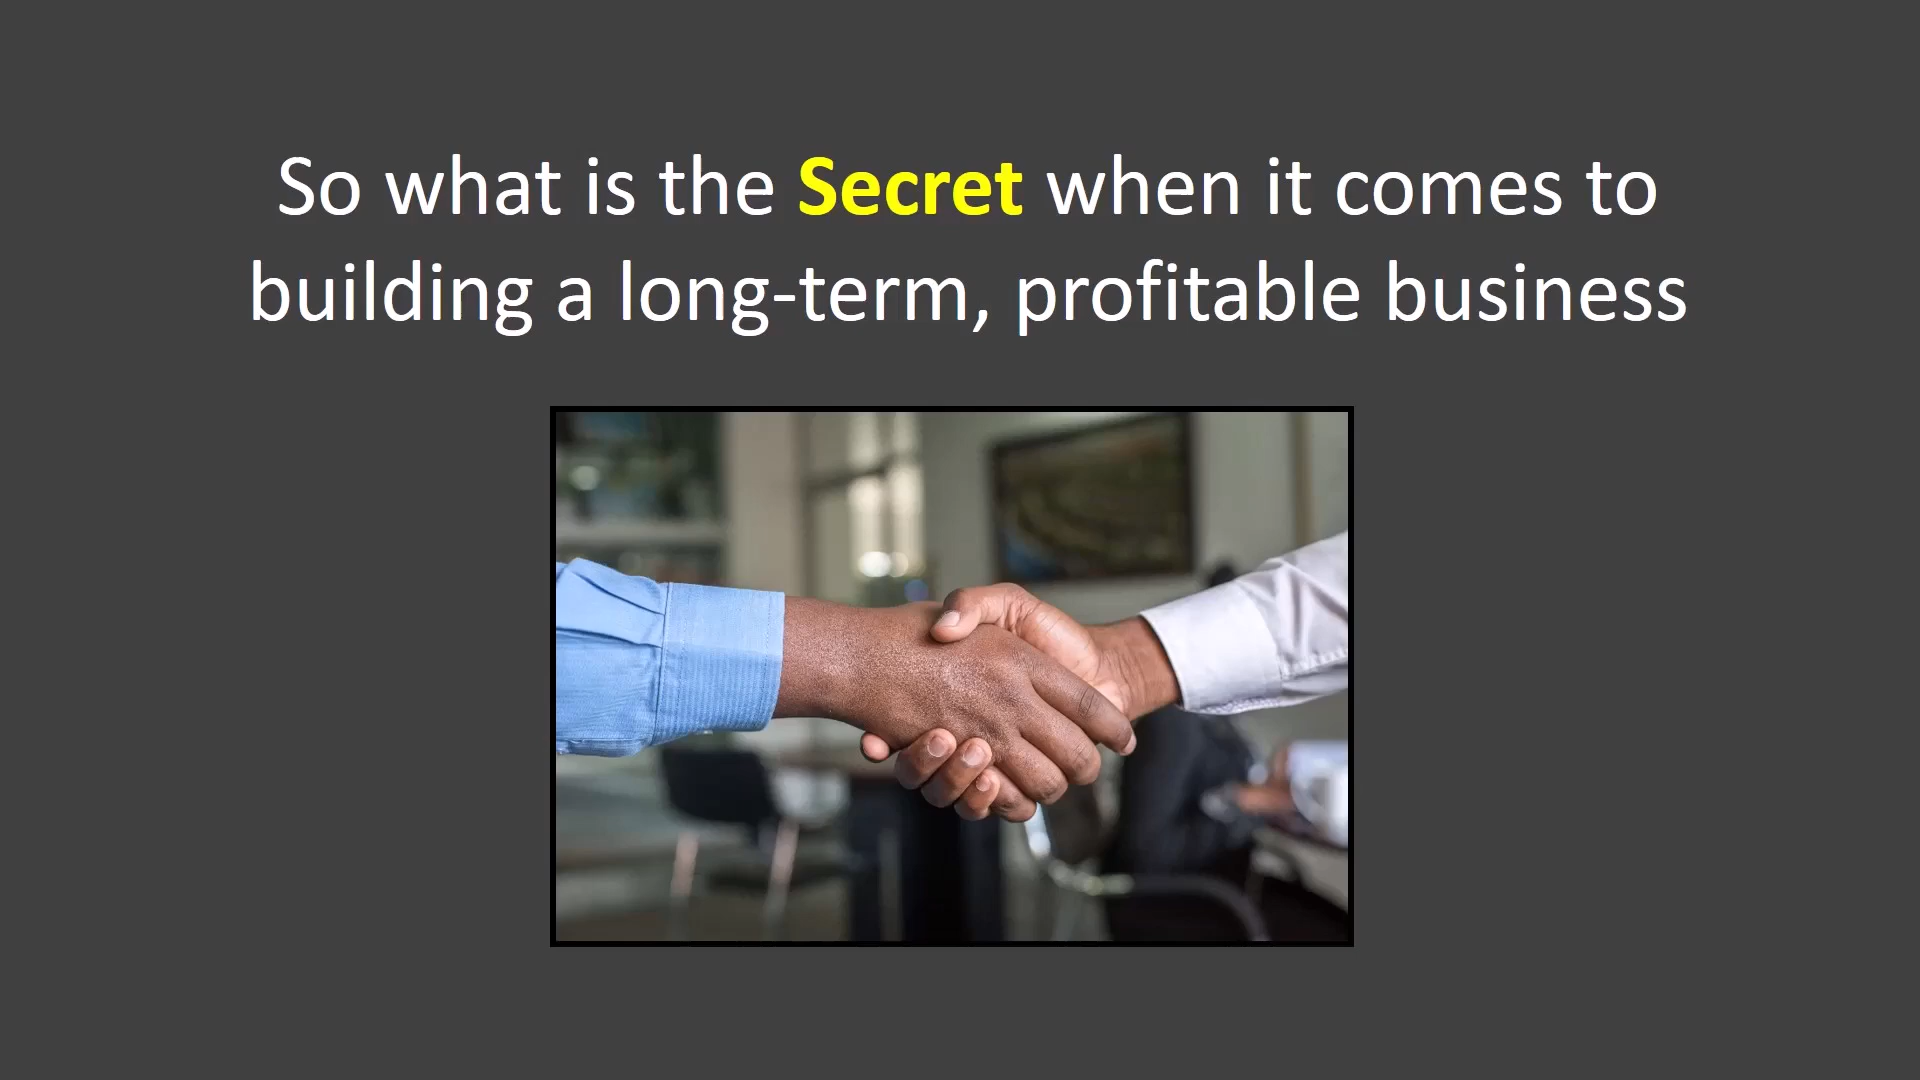 So what is the Secret when it comes to
building a long-term, profitable business